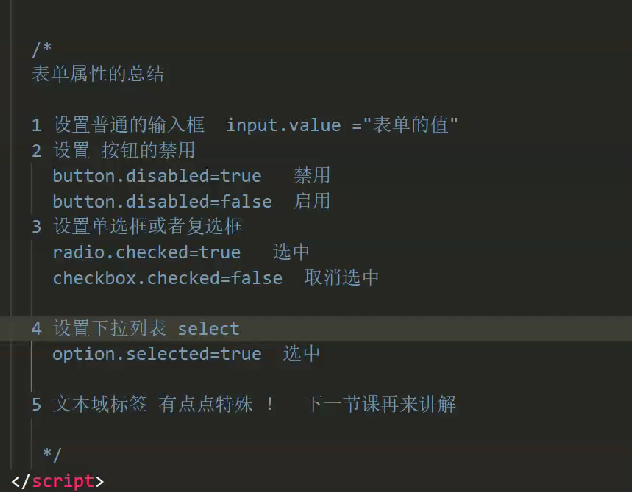 /*
表单属性的总结
1 设置普通的输入框  input.value ="表单的值"
2 设置 按钮的禁用
button.disabled=true   禁用
button.disabled=false  启用
3 设置单选框或者复选框
radio.checked=true   选中
checkbox.checked=false  取消选中
4 设置下拉列表 select
option.selected=true  选中
5 文本域标签 有点点特殊 !   下一节课再来讲解
*/
</script>